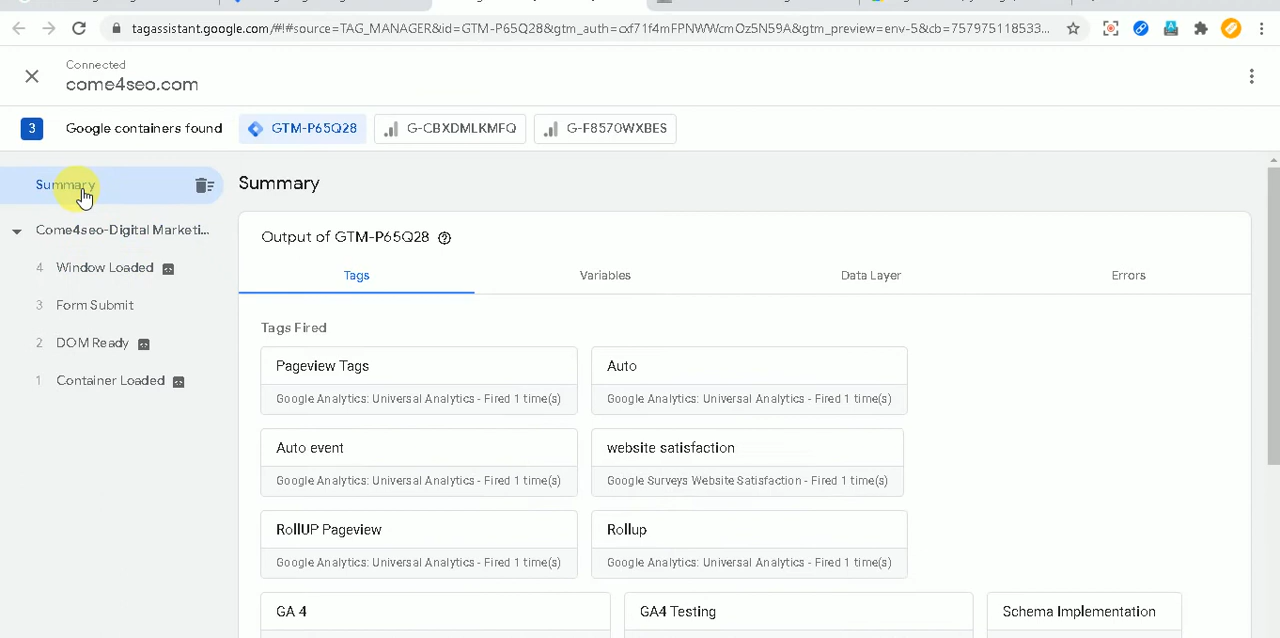 tagassistant.google.com/#!#source=TAG_MANAGER&id=GTM-P65Q28&gtm_auth=cxf71f4mFPNWWcmOz5N59A&gtm_preview=env-5&cb=757975118533...
Connected
come4seo.com
3 Google containers found GTM-P65Q28 G-CBXDMLKMFQ G-F8570WXBES
Summary
Summary
Come4seo-Digital Marketi...
4 Window Loaded
3 Form Submit
2 DOM Ready
1 Container Loaded
Output of GTM-P65Q28
Tags Variables Data Layer Errors
Tags Fired
Pageview Tags
Google Analytics: Universal Analytics - Fired 1 time(s)
Auto
Google Analytics: Universal Analytics - Fired 1 time(s)
Auto event
Google Analytics: Universal Analytics - Fired 1 time(s)
website satisfaction
Google Surveys Website Satisfaction - Fired 1 time(s)
RollUP Pageview
Google Analytics: Universal Analytics - Fired 1 time(s)
Rollup
Google Analytics: Universal Analytics - Fired 1 time(s)
GA 4
GA4 Testing
Schema Implementation